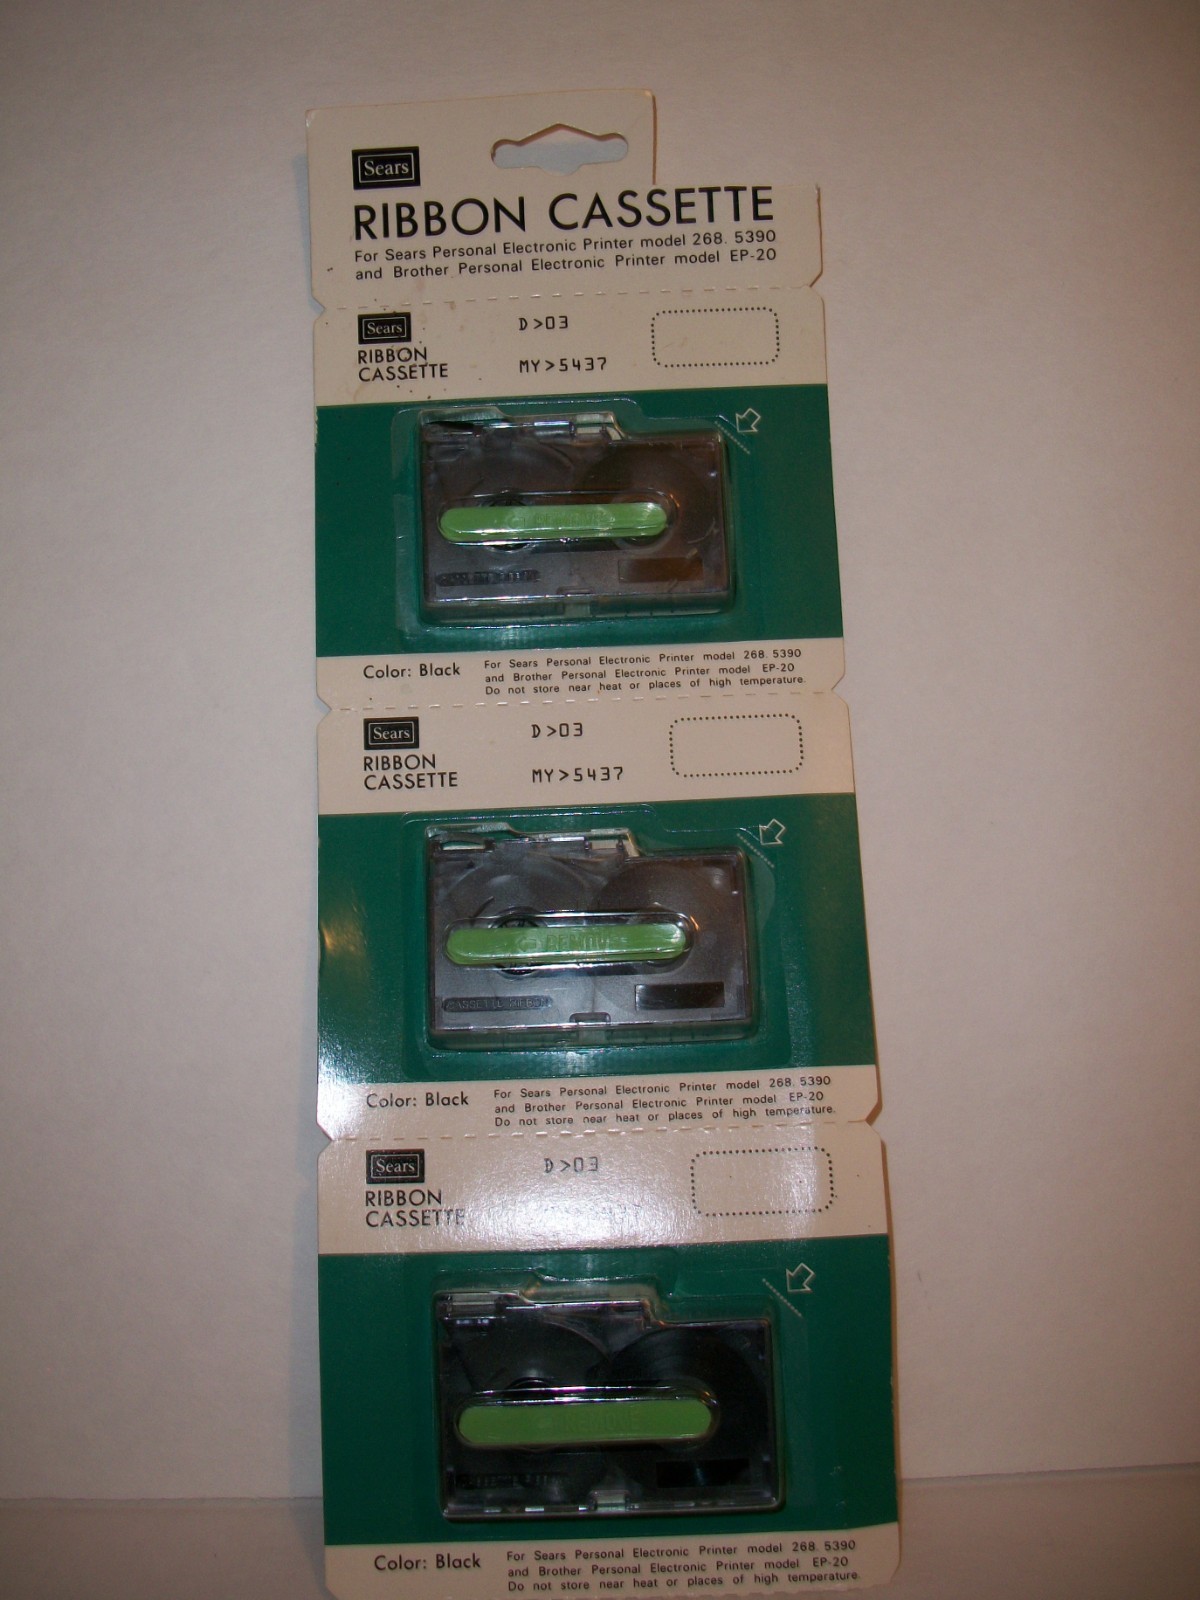 Sears
RIBBON CASSETTE
For Sears Personal Electronic Printer model 268. 5390
and Brother Personal Electronic Printer model EP-20
Sears
RIBBON
CASSETTE
D>03
MY>5437
Color: Black
For Sears Personal Electronic Printer model 268. 5390
and Brother Personal Electronic Printer model EP-20
Do not store near heat or places of high temperature.
Sears
RIBBON
CASSETTE
D>03
MY>5437
REMOVE
CASSETTE RIBBON
Color: Black
For Sears Personal Electronic Printer model 268. 5390
and Brother Personal Electronic Printer model EP-20
Do not store near heat or places of high temperature.
Sears
RIBBON
CASSETTE
D>03
REMOVE
Color: Black
For Sears Personal Electronic Printer model 268. 5390
and Brother Personal Electronic Printer model EP-20
Do not store near heat or places of high temperature.